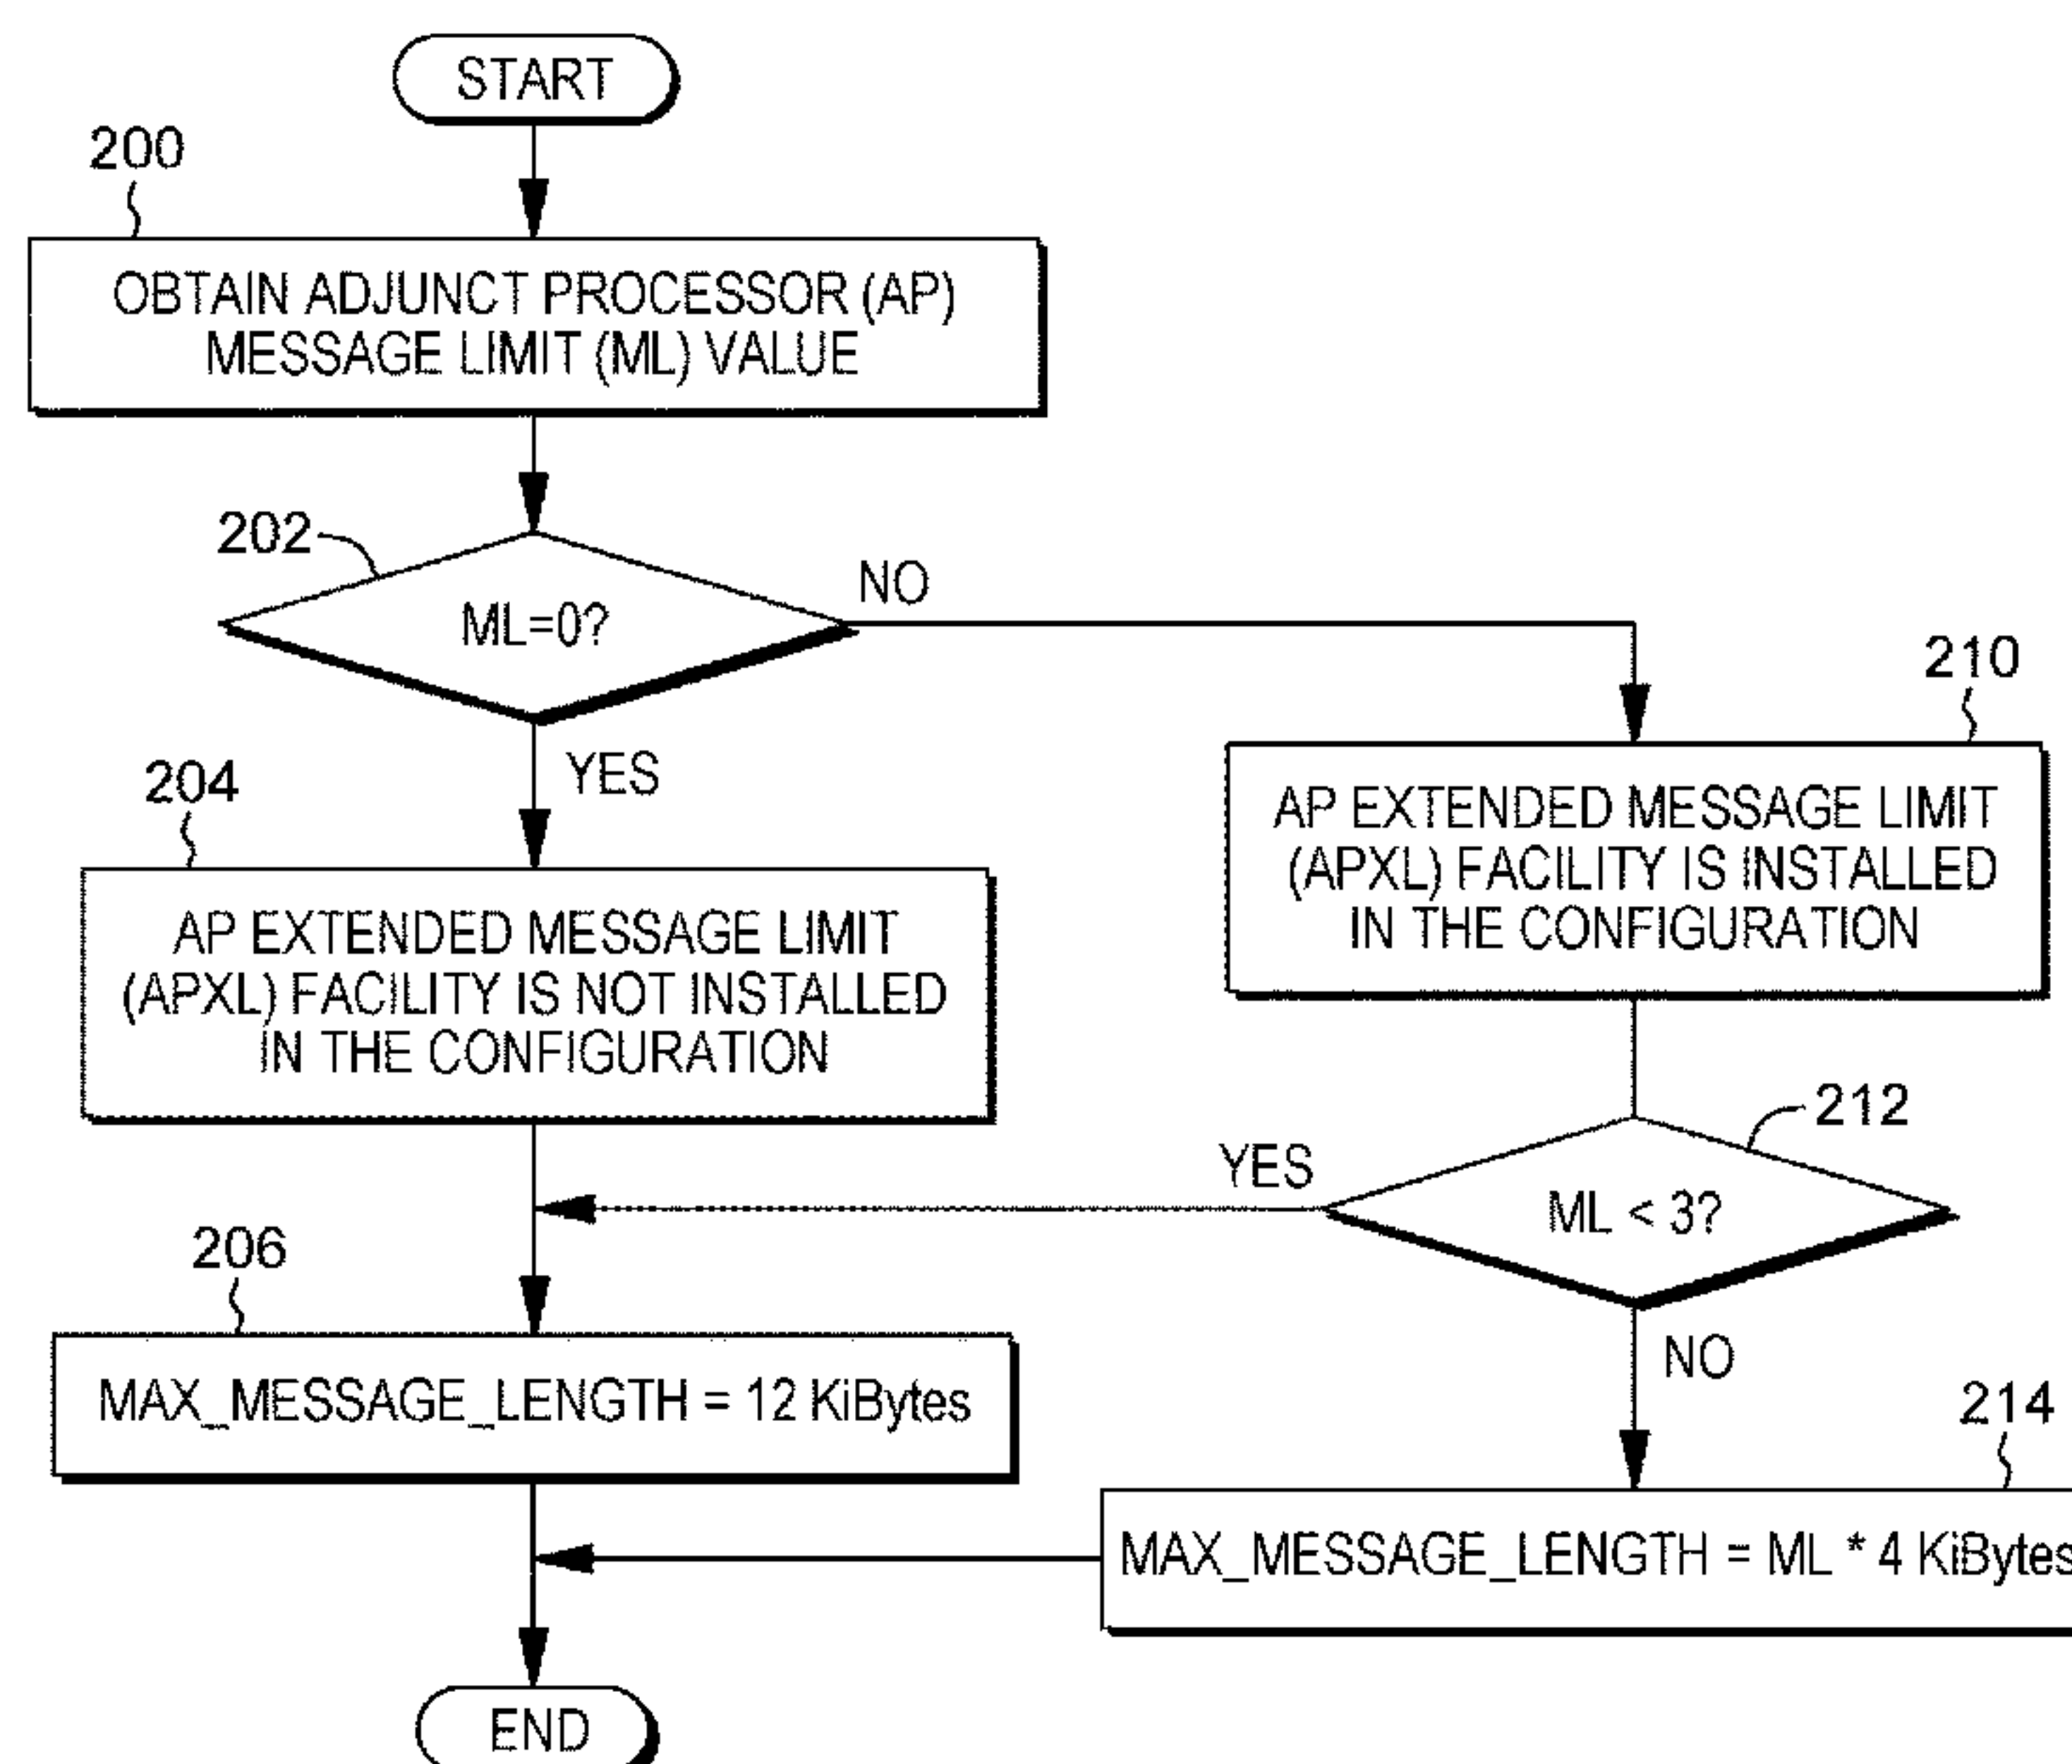 START
200
OBTAIN ADJUNCT PROCESSOR (AP)
MESSAGE LIMIT (ML) VALUE
202
ML=0?
NO
YES
204
AP EXTENDED MESSAGE LIMIT
(APXL) FACILITY IS NOT INSTALLED
IN THE CONFIGURATION
210
AP EXTENDED MESSAGE LIMIT
(APXL) FACILITY IS INSTALLED
IN THE CONFIGURATION
212
ML < 3?
YES
NO
206
MAX_MESSAGE_LENGTH = 12 KiBytes
214
MAX_MESSAGE_LENGTH = ML * 4 KiBytes
END